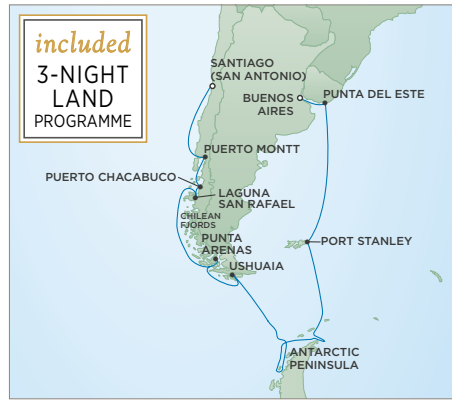 included
3-NIGHT
LAND
PROGRAMME
SANTIAGO
(SAN ANTONIO)
BUENOS
AIRES
PUNTA DEL ESTE
PUERTO MONTT
PUERTO CHACABUCO
LAGUNA
SAN RAFAEL
CHILEAN
FJORDS
PUNTA
ARENAS
PORT STANLEY
USHUAIA
ANTARCTIC
PENINSULA